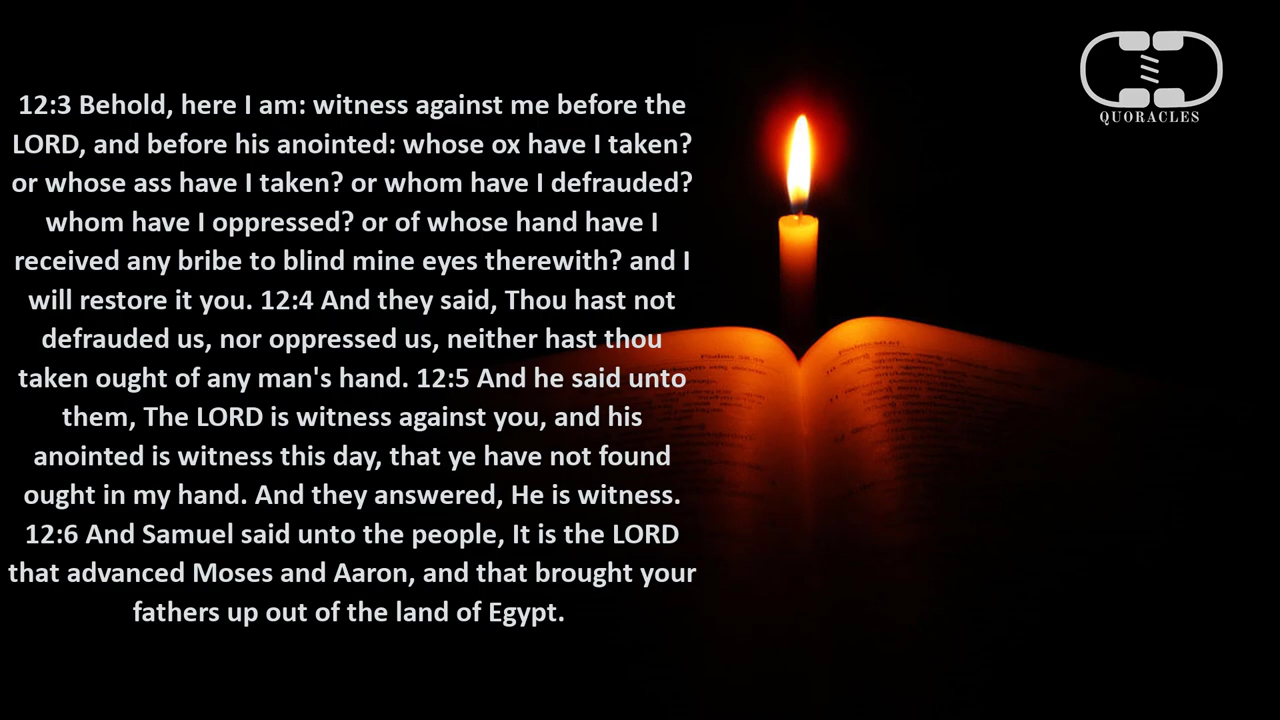 12:3 Behold, here I am: witness against me before the
LORD, and before his anointed: whose ox have I taken?
or whose ass have I taken? or whom have I defrauded?
whom have I oppressed? or of whose hand have I
received any bribe to blind mine eyes therewith? and I
will restore it you. 12:4 And they said, Thou hast not
defrauded us, nor oppressed us, neither hast thou
taken ought of any man's hand. 12:5 And he said unto
them, The LORD is witness against you, and his
anointed is witness this day, that ye have not found
ought in my hand. And they answered, He is witness.
12:6 And Samuel said unto the people, It is the LORD
that advanced Moses and Aaron, and that brought your
fathers up out of the land of Egypt.
QUORACLES